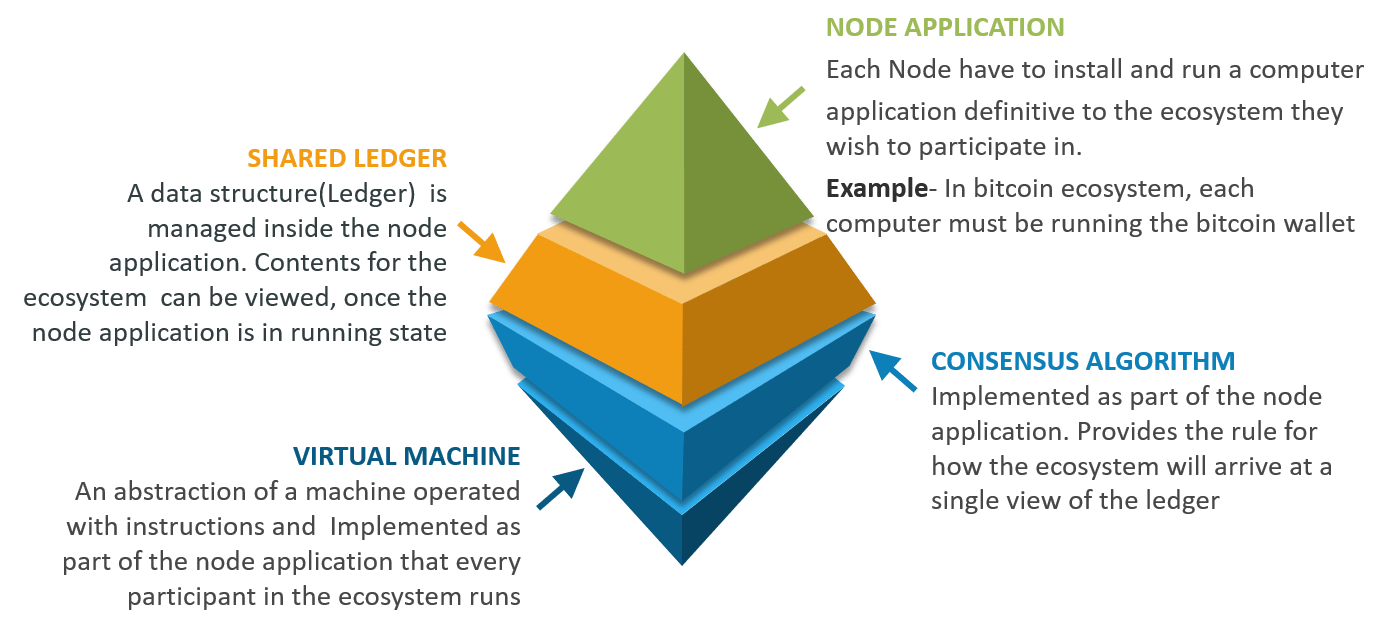 NODE APPLICATION
Each Node have to install and run a computer
application definitive to the ecosystem they
wish to participate in.
Example- In bitcoin ecosystem, each
computer must be running the bitcoin wallet
SHARED LEDGER
A data structure(Ledger)  is
managed inside the node
application. Contents for the
ecosystem  can be viewed, once the
node application is in running state
CONSENSUS ALGORITHM
Implemented as part of the node
application. Provides the rule for
how the ecosystem will arrive at a
single view of the ledger
VIRTUAL MACHINE
An abstraction of a machine operated
with instructions and  Implemented as
part of the node application that every
participant in the ecosystem runs